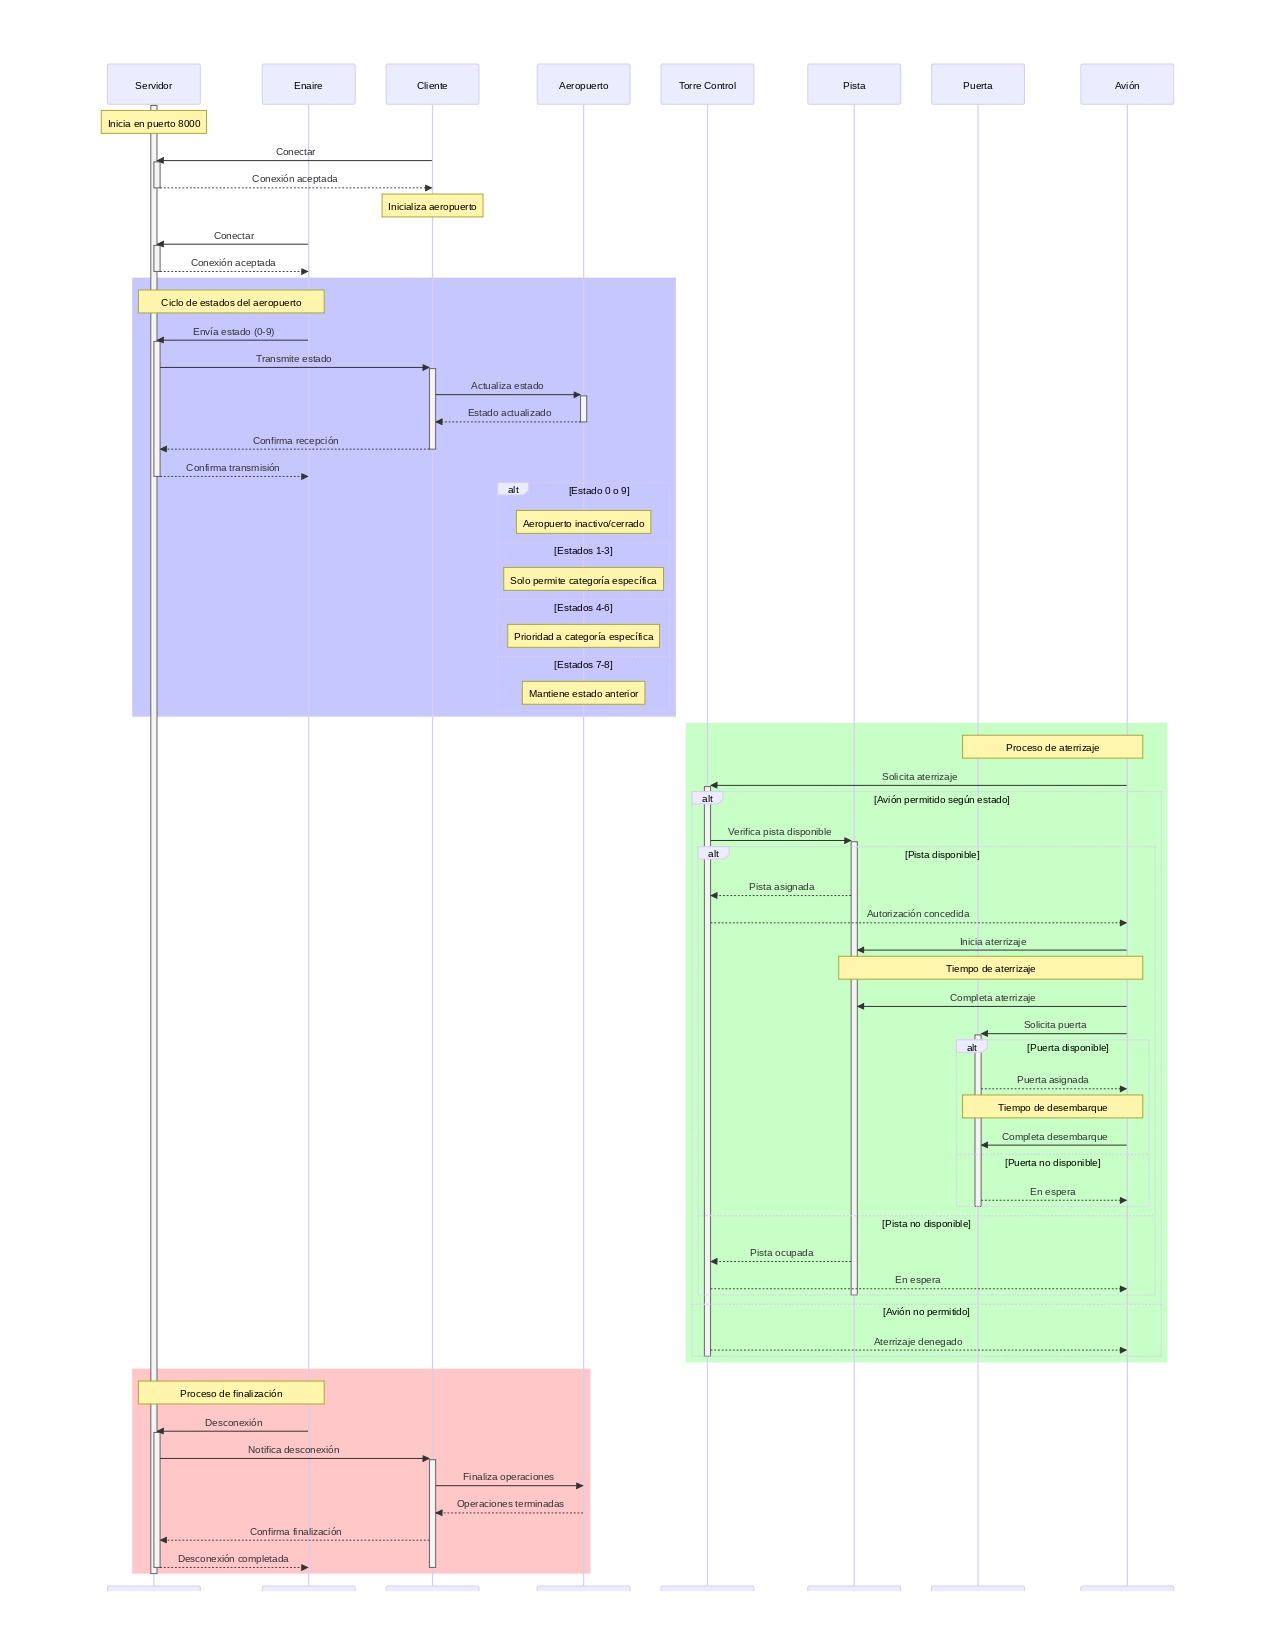 Servidor
Enaire
Cliente
Aeropuerto
Torre Control
Pista
Puerta
Avión
Inicia en puerto 8000
Conectar
Conexión aceptada
Inicializa aeropuerto
Conectar
Conexión aceptada
Ciclo de estados del aeropuerto
Envía estado (0-9)
Transmite estado
Actualiza estado
Estado actualizado
Confirma recepción
Confirma transmisión
alt
[Estado 0 o 9]
Aeropuerto inactivo/cerrado
[Estados 1-3]
Solo permite categoría específica
[Estados 4-6]
Prioridad a categoría específica
[Estados 7-8]
Mantiene estado anterior
Proceso de aterrizaje
Solicita aterrizaje
alt
[Avión permitido según estado]
Verifica pista disponible
alt
[Pista disponible]
Pista asignada
Autorización concedida
Inicia aterrizaje
Tiempo de aterrizaje
Completa aterrizaje
Solicita puerta
alt
[Puerta disponible]
Puerta asignada
Tiempo de desembarque
Completa desembarque
[Puerta no disponible]
En espera
[Pista no disponible]
Pista ocupada
En espera
[Avión no permitido]
Aterrizaje denegado
Proceso de finalización
Desconexión
Notifica desconexión
Finaliza operaciones
Operaciones terminadas
Confirma finalización
Desconexión completada